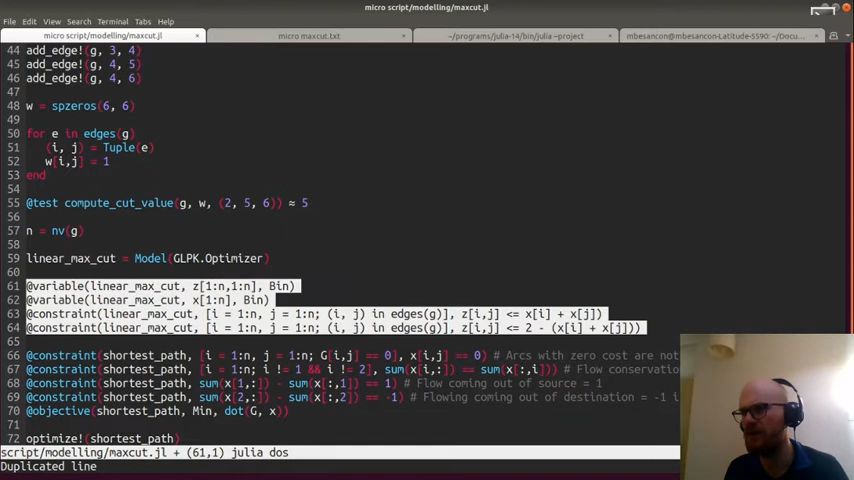 micro script/modelling/maxcut.jl
File Edit View Search Terminal Tabs Help
micro script/modelling/maxcut.jl × micro maxcut.txt × ~/programs/julia-14/bin/julia --project × mbesancon@mbesancon-Latitude-5590: ~/Docu... ×
44 add_edge!(g, 3, 4)
45 add_edge!(g, 4, 5)
46 add_edge!(g, 4, 6)
47
48 w = spzeros(6, 6)
49
50 for e in edges(g)
51 (i, j) = Tuple(e)
52 w[i,j] = 1
53 end
54
55 @test compute_cut_value(g, w, (2, 5, 6)) ≈ 5
56
57 n = nv(g)
58
59 linear_max_cut = Model(GLPK.Optimizer)
60
61 @variable(linear_max_cut, z[1:n,1:n], Bin)
62 @variable(linear_max_cut, x[1:n], Bin)
63 @constraint(linear_max_cut, [i = 1:n, j = 1:n; (i, j) in edges(g)], z[i,j] <= x[i] + x[j])
64 @constraint(linear_max_cut, [i = 1:n, j = 1:n; (i, j) in edges(g)], z[i,j] <= 2 - (x[i] + x[j]))
65
66 @constraint(shortest_path, [i = 1:n, j = 1:n; G[i,j] == 0], x[i,j] == 0) # Arcs with zero cost are not
67 @constraint(shortest_path, [i = 1:n; i != 1 && i != 2], sum(x[i,:]) == sum(x[:,i])) # Flow conserva
68 @constraint(shortest_path, sum(x[1,:]) - sum(x[:,1]) == 1) # Flow coming out of source = 1
69 @constraint(shortest_path, sum(x[2,:]) - sum(x[:,2]) == -1) # Flowing coming out of destination = -1 i
70 @objective(shortest_path, Min, dot(G, x))
71
72 optimize!(shortest_path)
script/modelling/maxcut.jl + (61,1) julia dos
Duplicated line